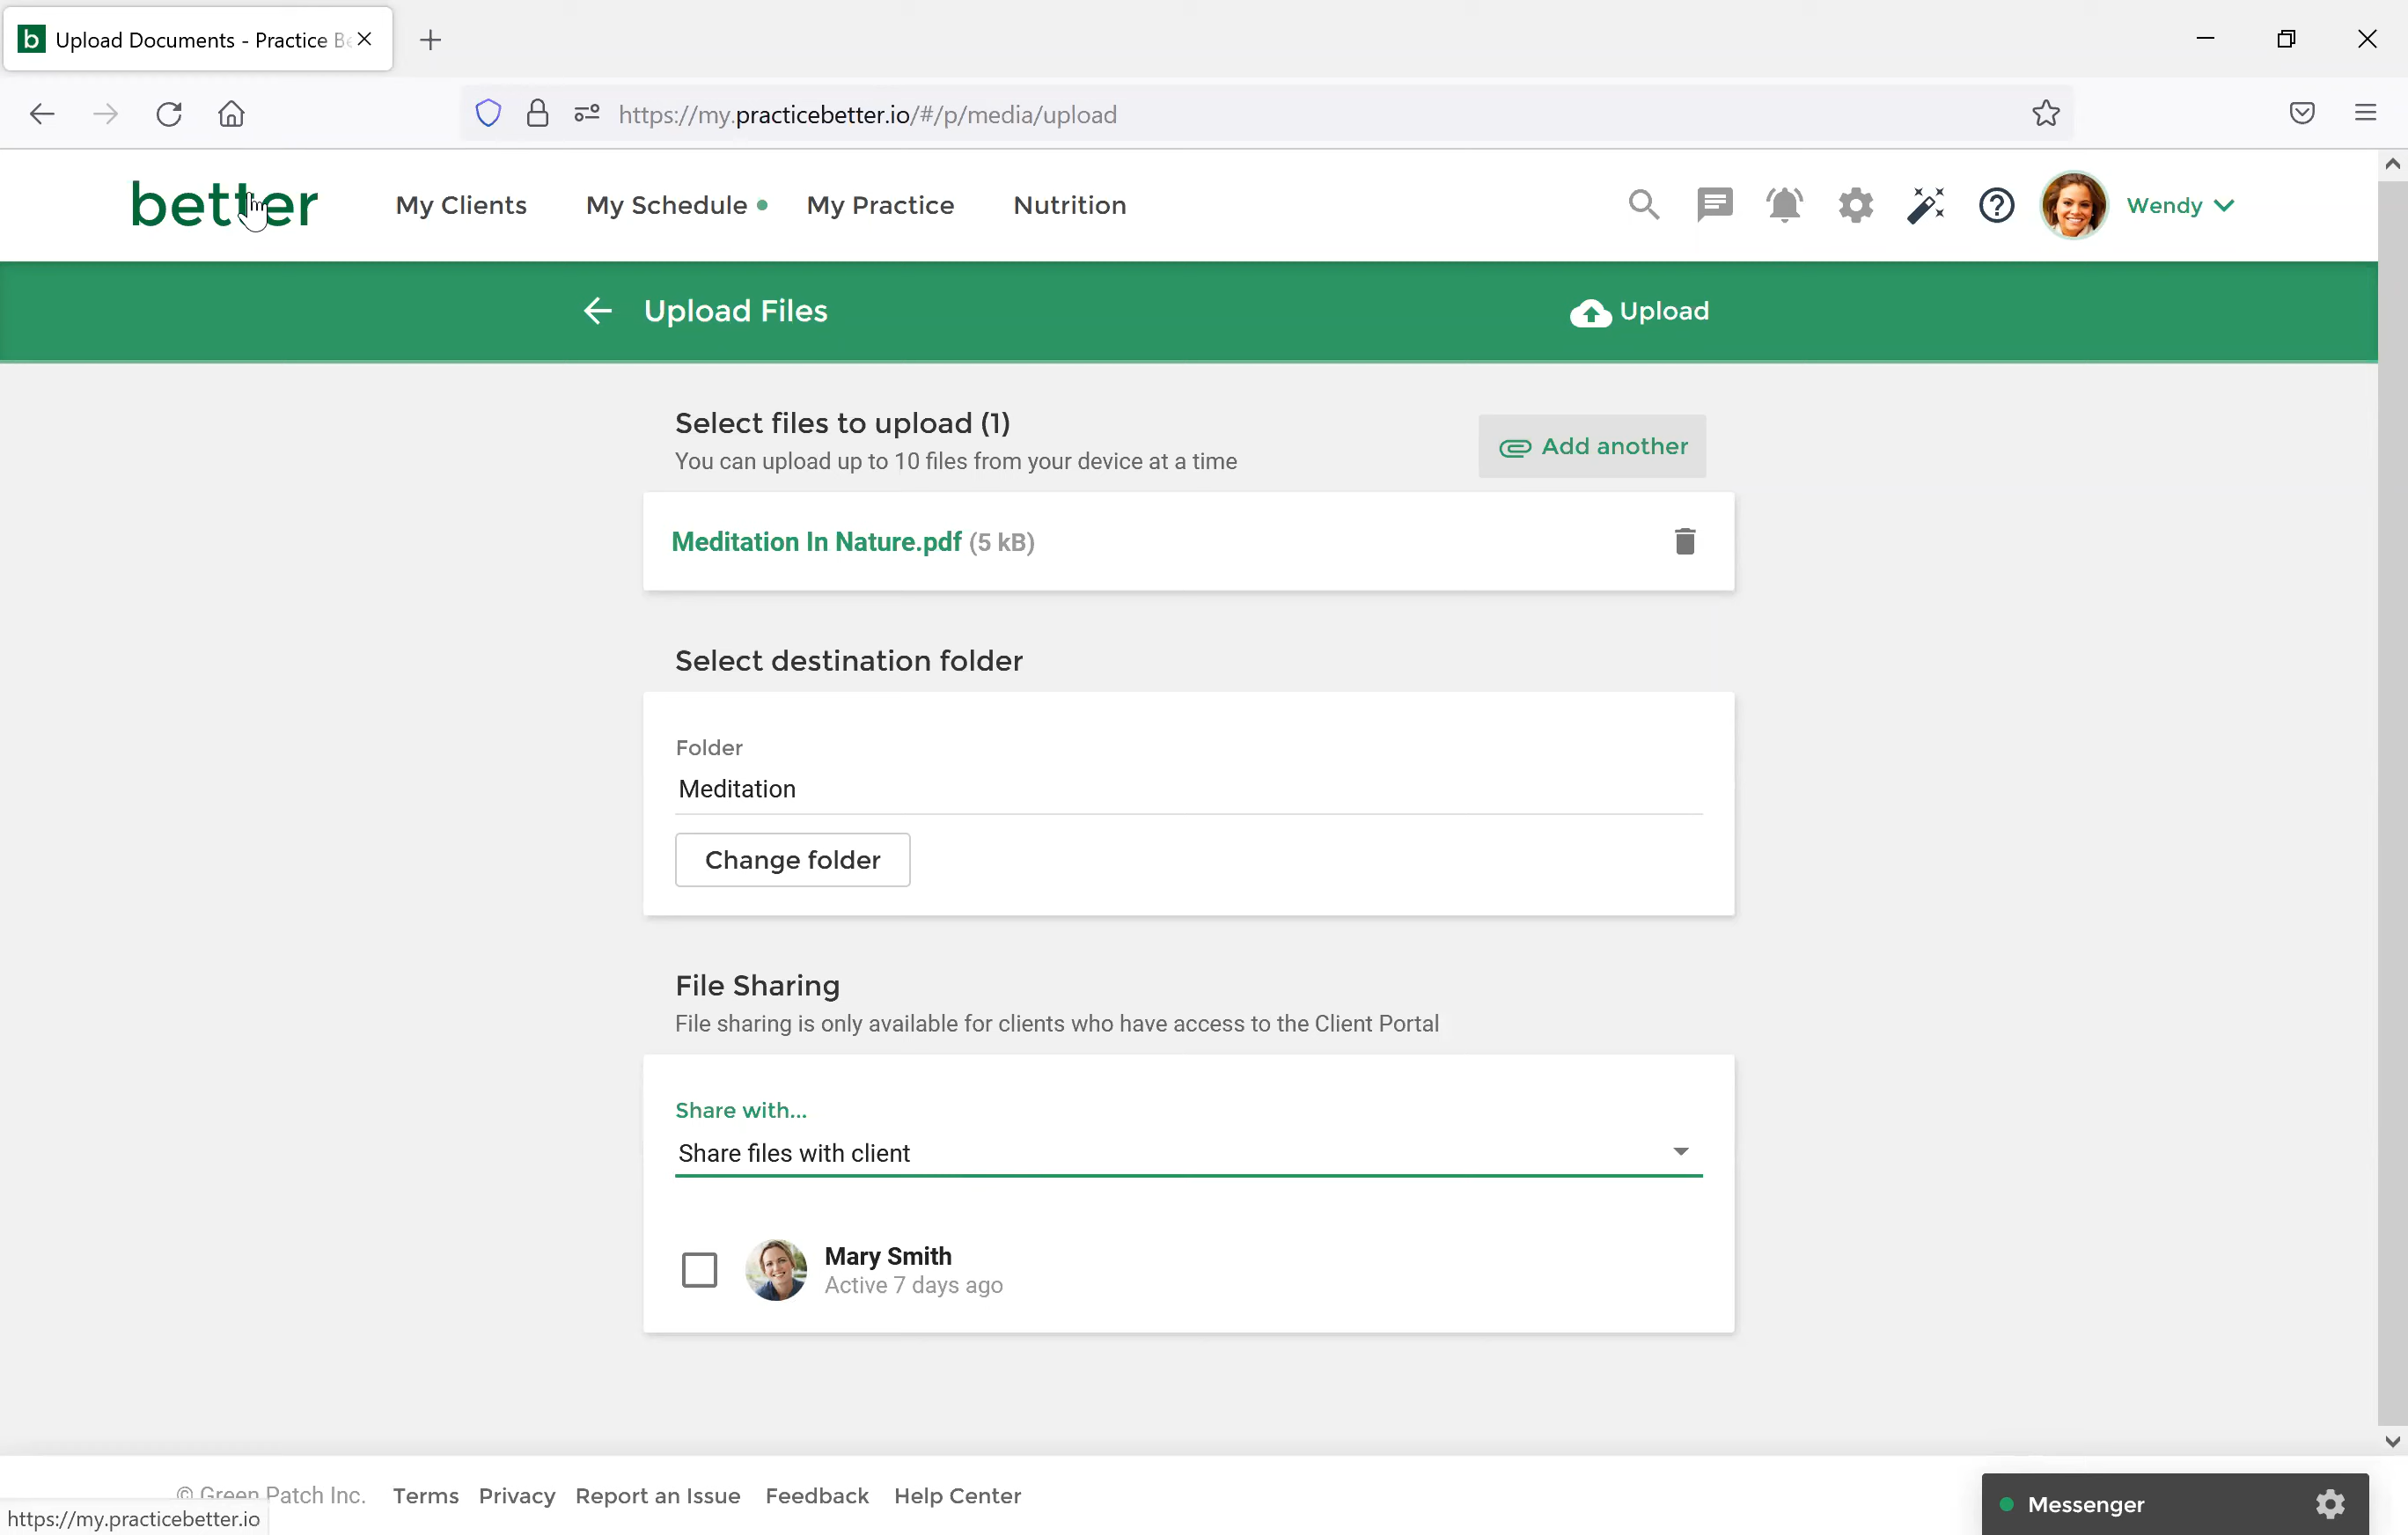 b Upload Documents - Practice Be
https://my.practicebetter.io/#/p/media/upload
better My Clients My Schedule My Practice Nutrition Wendy
Upload Files Upload
Select files to upload (1)
You can upload up to 10 files from your device at a time
Add another
Meditation In Nature.pdf (5 kB)
Select destination folder
Folder
Meditation
Change folder
File Sharing
File sharing is only available for clients who have access to the Client Portal
Share with...
Share files with client
Mary Smith
Active 7 days ago
© Green Patch Inc. Terms Privacy Report an Issue Feedback Help Center
https://my.practicebetter.io
Messenger